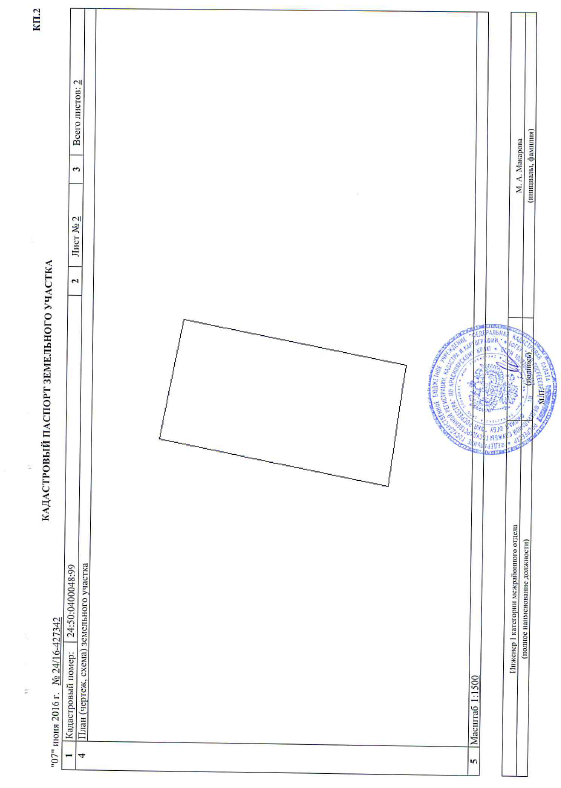 КП.2
КАДАСТРОВЫЙ ПАСПОРТ ЗЕМЕЛЬНОГО УЧАСТКА
"07" июня 2016 г. № 24/16-427342
1 Кадастровый номер: 24:50:0400048:99 2 Лист № 2 3 Всего листов: 2
4 План (чертеж, схема) земельного участка
5 Масштаб 1:1500
Инженер I категории межрайонного отдела М. А. Макарова
(полное наименование должности) (подпись) (инициалы, фамилия)
М.П.